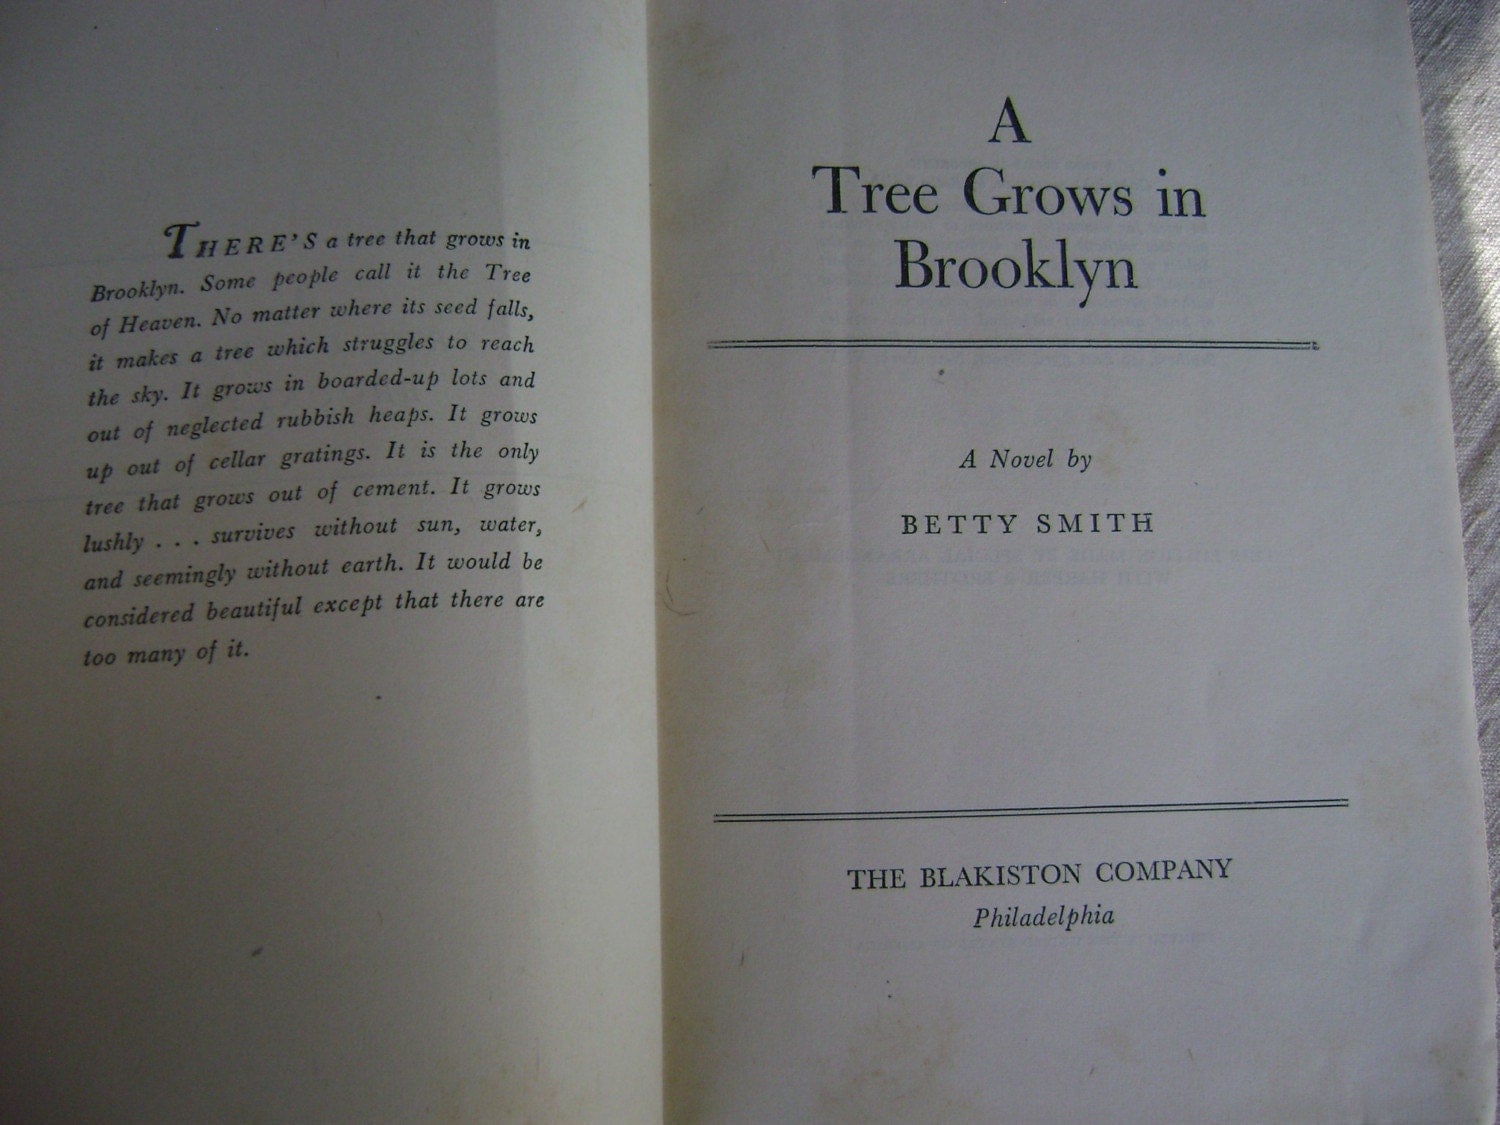 THERE'S a tree that grows in
Brooklyn. Some people call it the Tree
of Heaven. No matter where its seed falls,
it makes a tree which struggles to reach
the sky. It grows in boarded-up lots and
out of neglected rubbish heaps. It grows
up out of cellar gratings. It is the only
tree that grows out of cement. It grows
lushly . . . survives without sun, water,
and seemingly without earth. It would be
considered beautiful except that there are
too many of it.
A
Tree Grows in
Brooklyn
A Novel by
BETTY SMITH
THE BLAKISTON COMPANY
Philadelphia